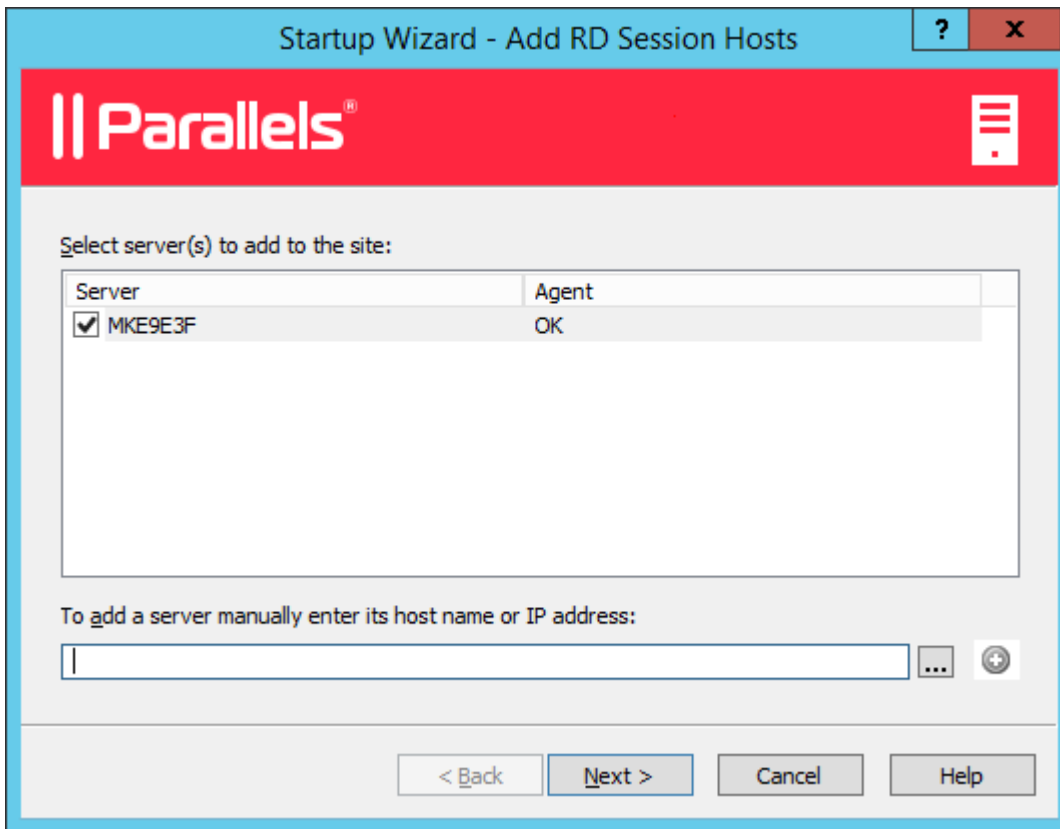 Startup Wizard - Add RD Session Hosts
? x
Parallels®
Select server(s) to add to the site:
Server Agent
MKE9E3F OK
To add a server manually enter its host name or IP address:
...
< Back Next > Cancel Help